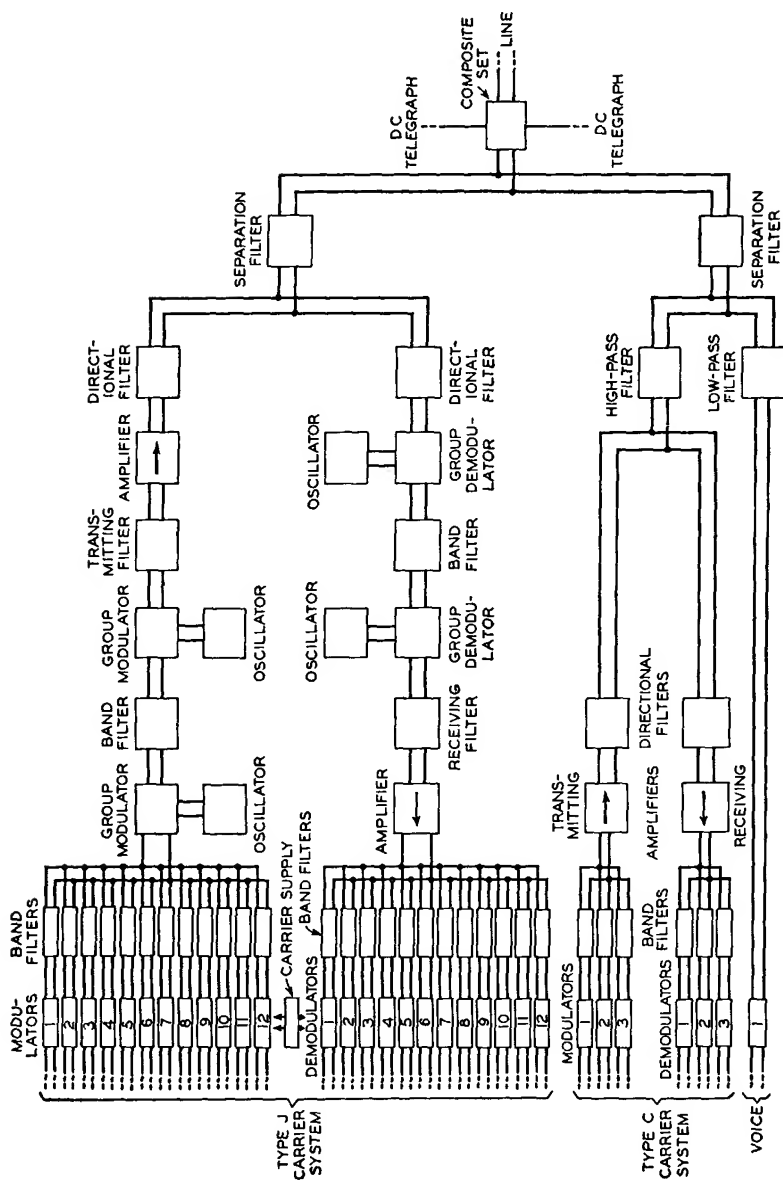 MODU-
LATORS
BAND
FILTERS
1
2
3
4
5
6
7
8
9
10
11
12
GROUP
MODULATOR
OSCILLATOR
BAND
FILTER
GROUP
MODULATOR
OSCILLATOR
TRANS-
MITTING
FILTER
AMPLIFIER
DIRECT-
IONAL
FILTER
SEPARATION
FILTER
DC
TELEGRAPH
COMPOSITE
SET
LINE
DC
TELEGRAPH
TYPE J
CARRIER
SYSTEM
CARRIER SUPPLY
DEMODULATORS
BAND FILTERS
1
2
3
4
5
6
7
8
9
10
11
12
AMPLIFIER
RECEIVING
FILTER
OSCILLATOR
GROUP
DEMODU-
LATOR
BAND
FILTER
OSCILLATOR
GROUP
DEMODU-
LATOR
DIRECT-
IONAL
FILTER
TYPE C
CARRIER
SYSTEM
MODULATORS
1
2
3
DEMODULATORS
BAND FILTERS
1
2
3
TRANS-
MITTING
AMPLIFIERS
RECEIVING
DIRECTIONAL
FILTERS
HIGH-PASS
FILTER
LOW-PASS
FILTER
SEPARATION
FILTER
VOICE
1